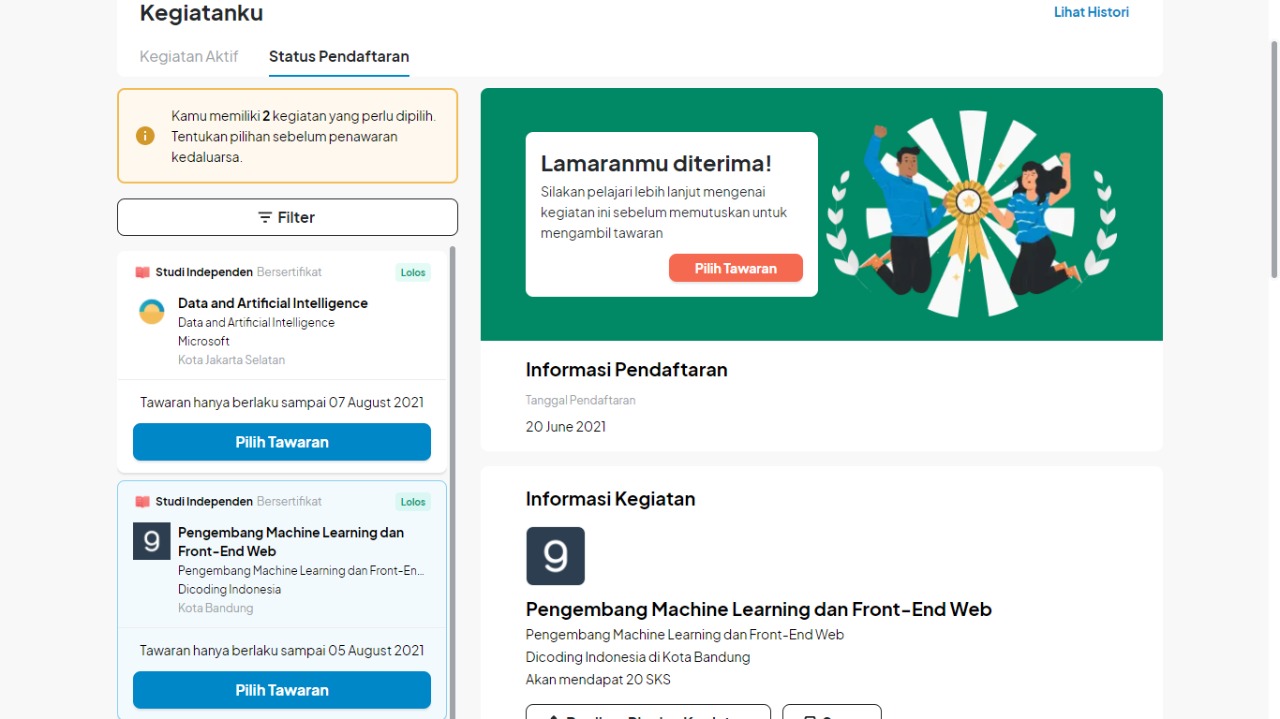 Kegiatanku
Lihat Histori
Kegiatan Aktif
Status Pendaftaran
Kamu memiliki 2 kegiatan yang perlu dipilih.
Tentukan pilihan sebelum penawaran
kedaluarsa.
Filter
Studi Independen Bersertifikat
Lolos
Data and Artificial Intelligence
Data and Artificial Intelligence
Microsoft
Kota Jakarta Selatan
Tawaran hanya berlaku sampai 07 August 2021
Pilih Tawaran
Studi Independen Bersertifikat
Lolos
9
Pengembang Machine Learning dan
Front-End Web
Pengembang Machine Learning dan Front-En...
Dicoding Indonesia
Kota Bandung
Tawaran hanya berlaku sampai 05 August 2021
Pilih Tawaran
Lamaranmu diterima!
Silakan pelajari lebih lanjut mengenai
kegiatan ini sebelum memutuskan untuk
mengambil tawaran
Pilih Tawaran
Informasi Pendaftaran
Tanggal Pendaftaran
20 June 2021
Informasi Kegiatan
9
Pengembang Machine Learning dan Front-End Web
Pengembang Machine Learning dan Front-End Web
Dicoding Indonesia di Kota Bandung
Akan mendapat 20 SKS